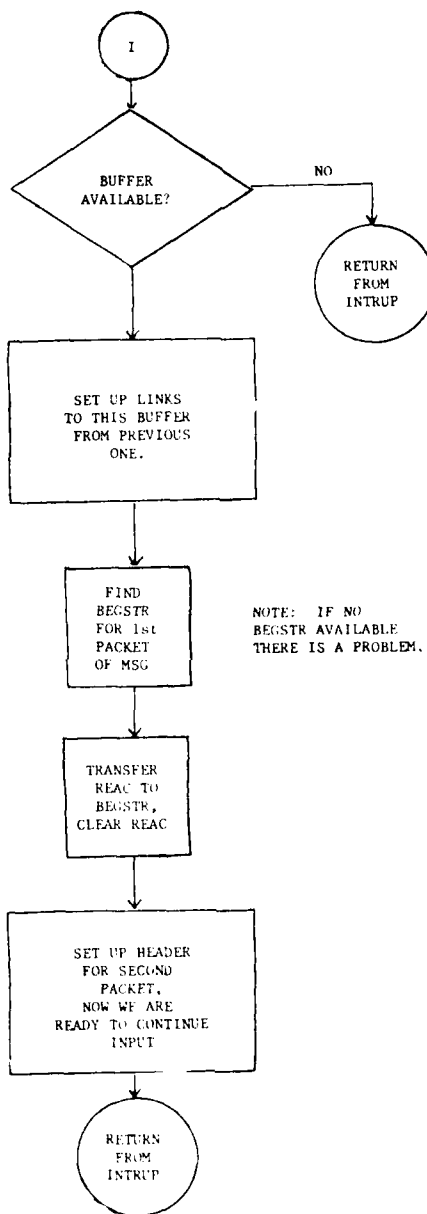 I
BUFFER
AVAILABLE?
NO
RETURN
FROM
INTRUP
SET UP LINKS
TO THIS BUFFER
FROM PREVIOUS
ONE.
FIND
BEGSTR
FOR 1st
PACKET
OF MSG
NOTE: IF NO
BEGSTR AVAILABLE
THERE IS A PROBLEM.
TRANSFER
REAC TO
BEGSTR,
CLEAR REAC
SET UP HEADER
FOR SECOND
PACKET,
NOW WE ARE
READY TO CONTINUE
INPUT
RETURN
FROM
INTRUP